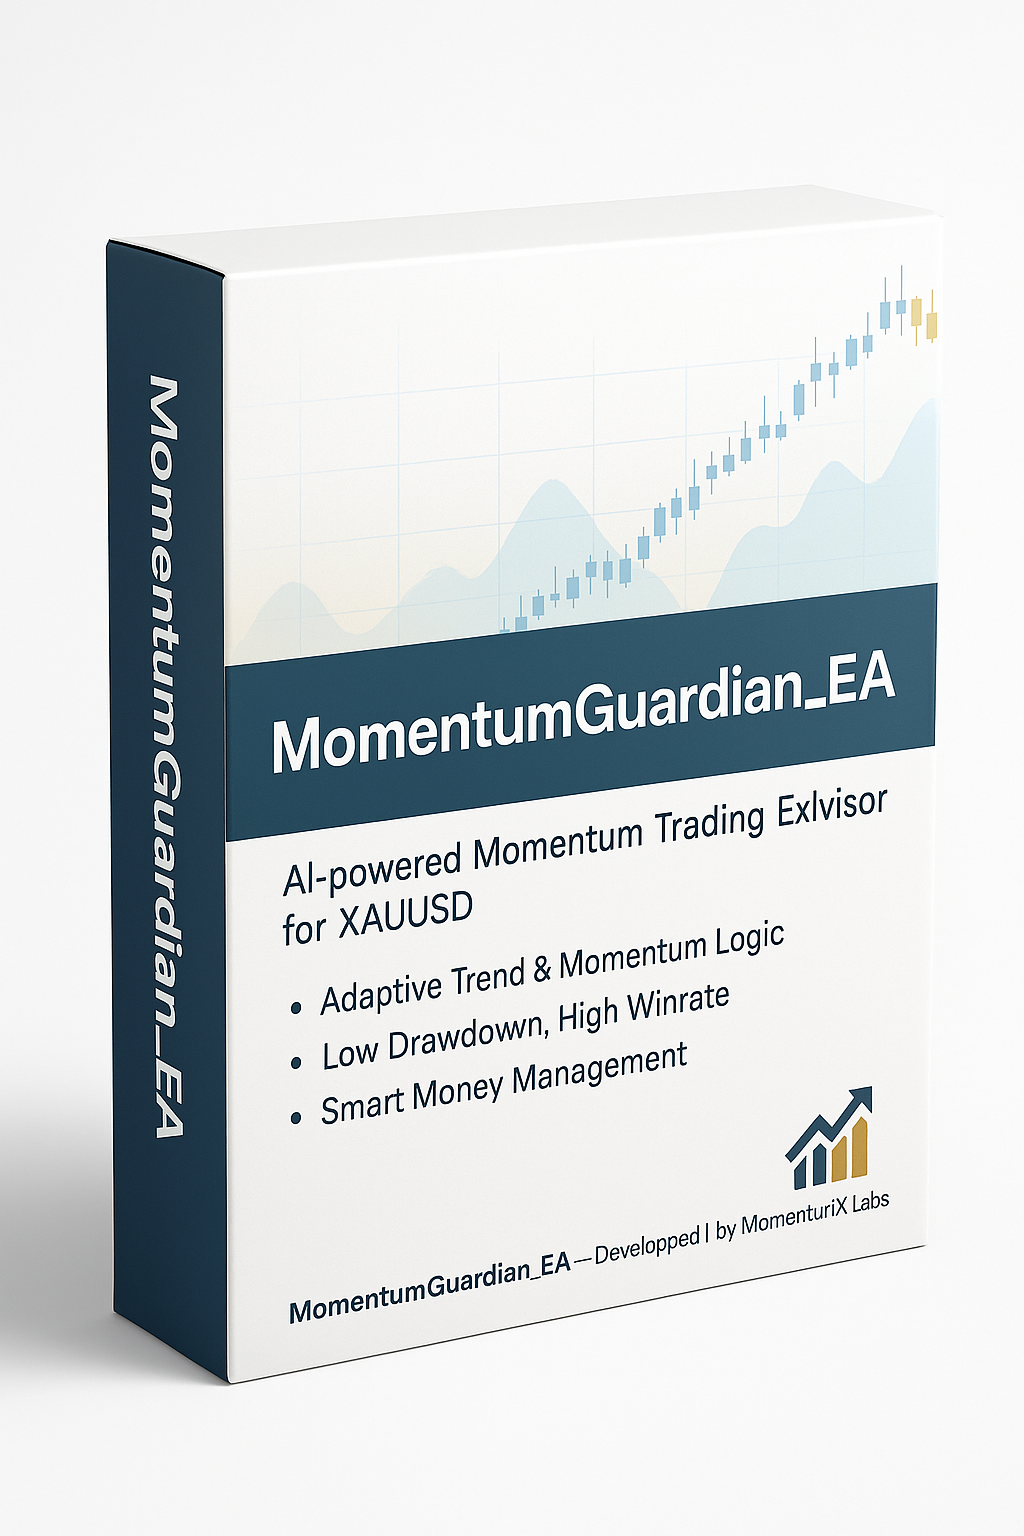 MomentumGuardian_EA
MomentumGuardian_EA
AI-powered Momentum Trading Exlvisor
for XAUUSD
• Adaptive Trend & Momentum Logic
• Low Drawdown, High Winrate
• Smart Money Management
MomentumGuardian_EA — Developped | by MomenturiX Labs